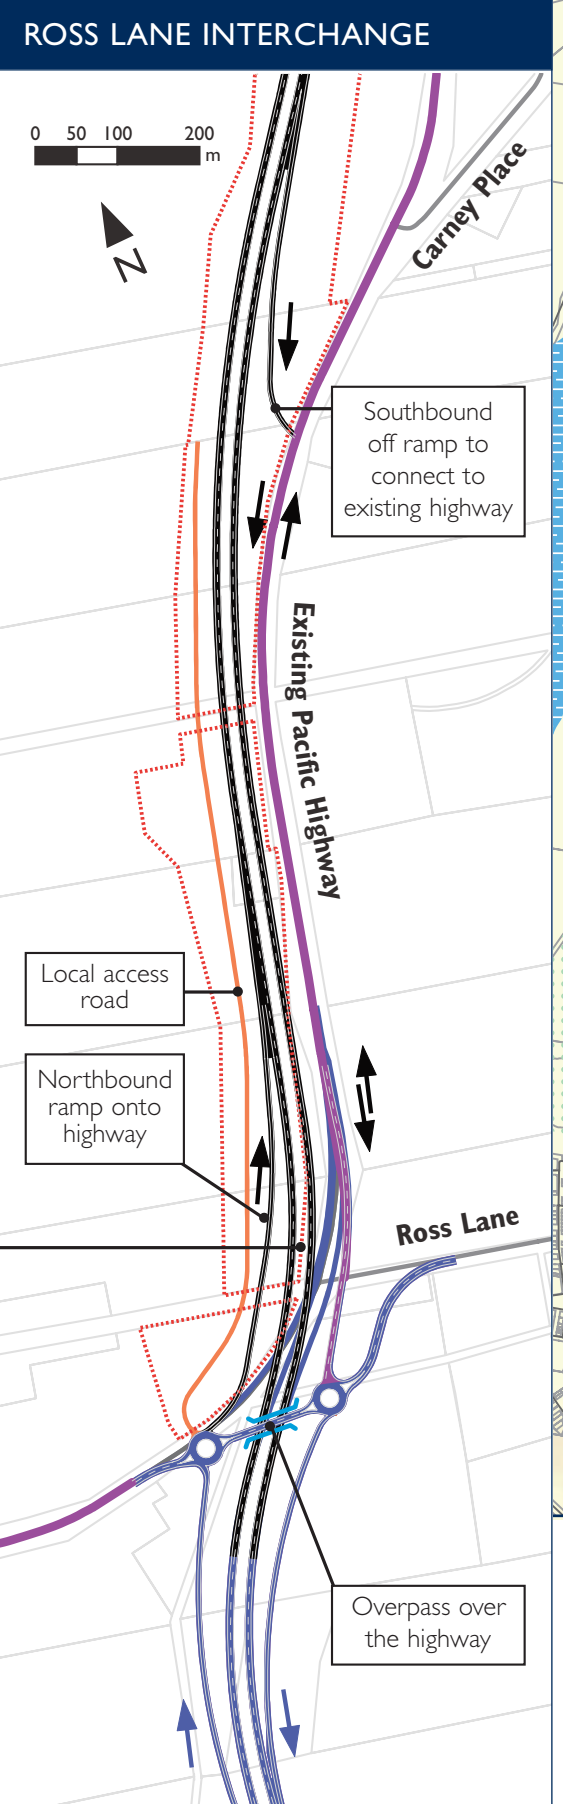 ROSS LANE INTERCHANGE
0 50 100 200
m
N
Carney Place
Southbound
off ramp to
connect to
existing highway
Existing Pacific Highway
Local access
road
Northbound
ramp onto
highway
Ross Lane
Overpass over
the highway